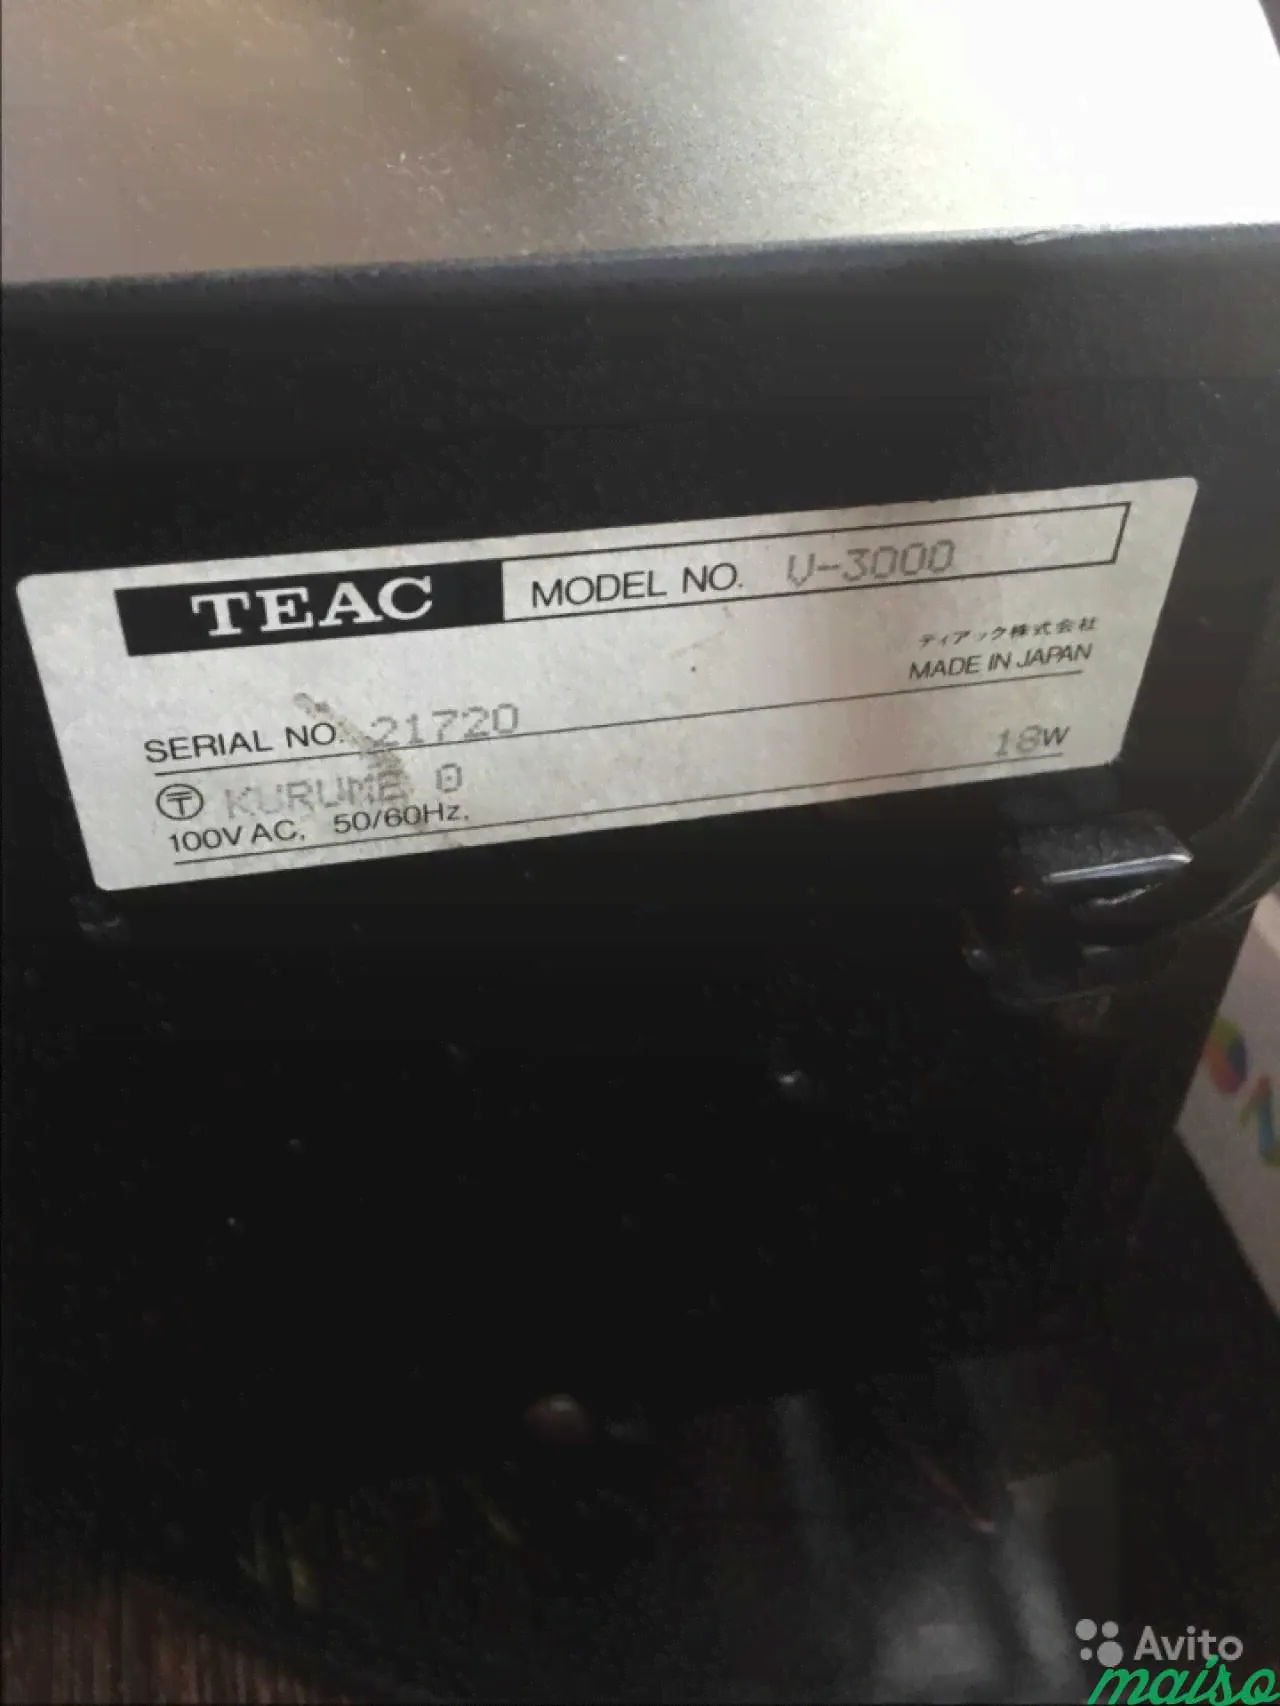 TEAC MODEL NO. V-3000
ティアック株式会社
MADE IN JAPAN
SERIAL NO. 21720
〒 KURUME 0
18W
100V AC, 50/60Hz,
Avito
maiso